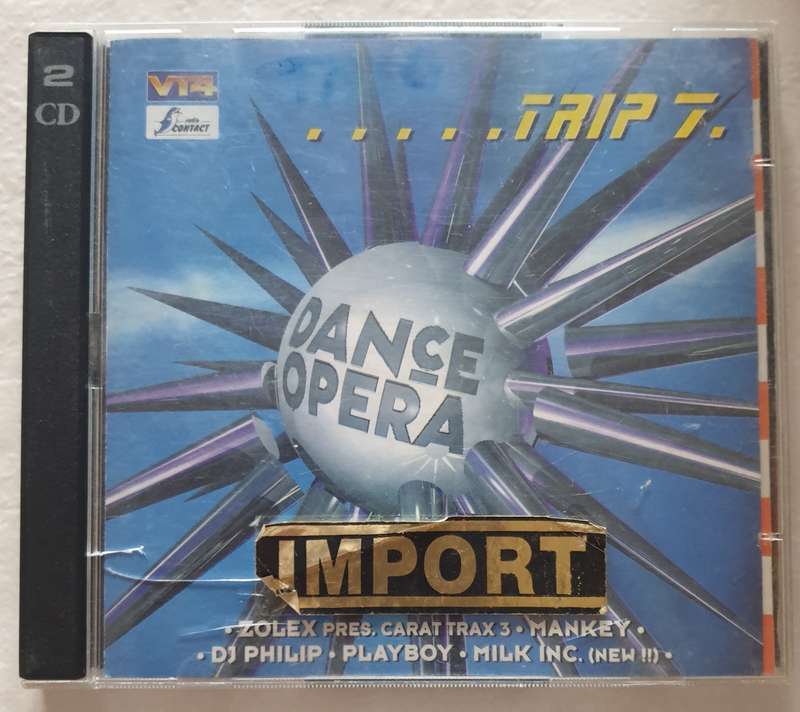 2
CD
VT4
radio
CONTACT
. . . . . .TRIP 7.
DANCE
OPERA
IMPORT
• ZOLEX PRES. CARAT TRAX 3 • MANKEY •
• DJ PHILIP • PLAYBOY • MILK INC. (NEW !!) •